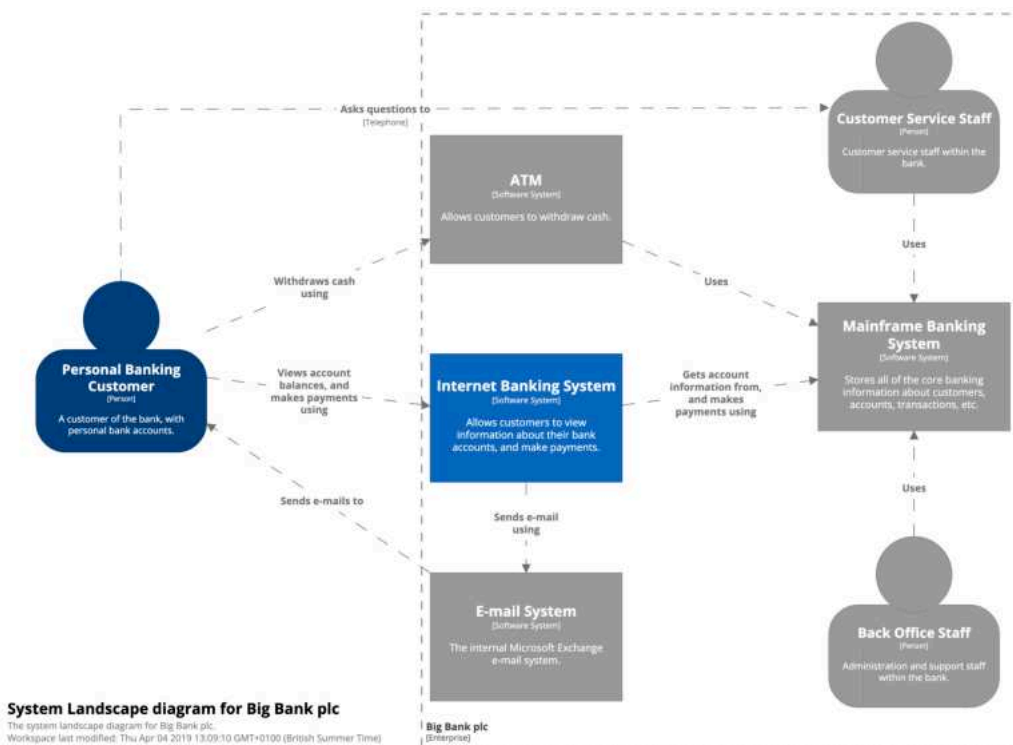 Customer Service Staff
[Person]
Customer service staff within the
bank.
Asks questions to
[Telephone]
ATM
[Software System]
Allows customers to withdraw cash.
Uses
Withdraws cash
using
Uses
Mainframe Banking
System
[Software System]
Stores all of the core banking
information about customers,
accounts, transactions, etc.
Personal Banking
Customer
[Person]
A customer of the bank, with
personal bank accounts.
Views account
balances, and
makes payments
using
Internet Banking System
[Software System]
Allows customers to view
information about their bank
accounts, and make payments.
Gets account
information from,
and makes
payments using
Sends e-mails to
Sends e-mail
using
Uses
E-mail System
[Software System]
The internal Microsoft Exchange
e-mail system.
Back Office Staff
[Person]
Administration and support staff
within the bank.
System Landscape diagram for Big Bank plc
The system landscape diagram for Big Bank plc.
Workspace last modified: Thu Apr 04 2019 13:09:10 GMT+0100 (British Summer Time)
Big Bank plc
[Enterprise]